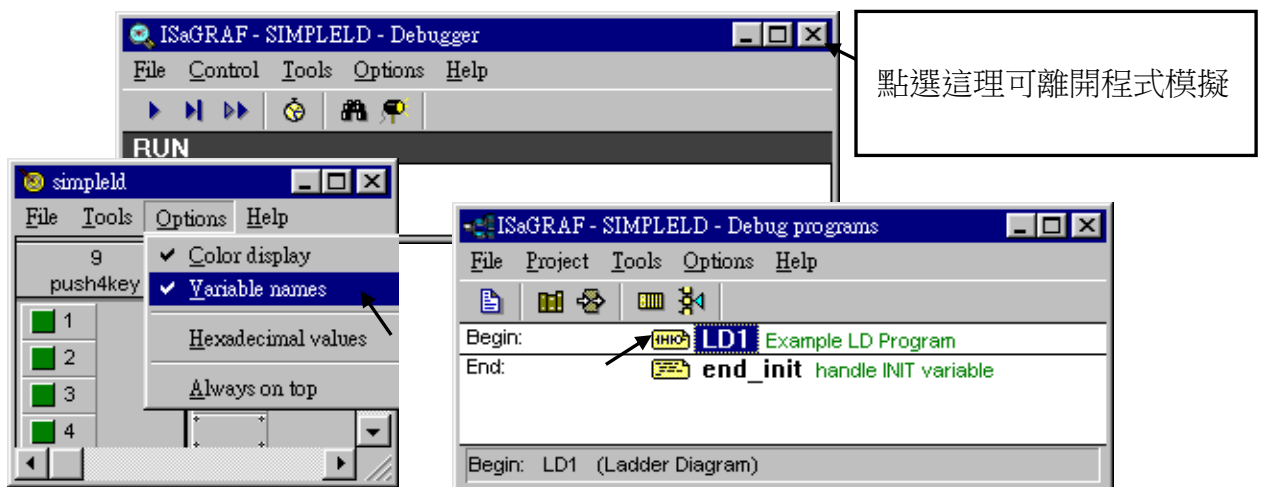 ISaGRAF - SIMPLELD - Debugger
File Control Tools Options Help
RUN
點選這理可離開程式模擬
simpleld
File Tools Options Help
9
push4key
1
2
3
4
Color display
Variable names
Hexadecimal values
Always on top
ISaGRAF - SIMPLELD - Debug programs
File Project Tools Options Help
Begin: LD1 Example LD Program
End: end_init handle INIT variable
Begin: LD1 (Ladder Diagram)